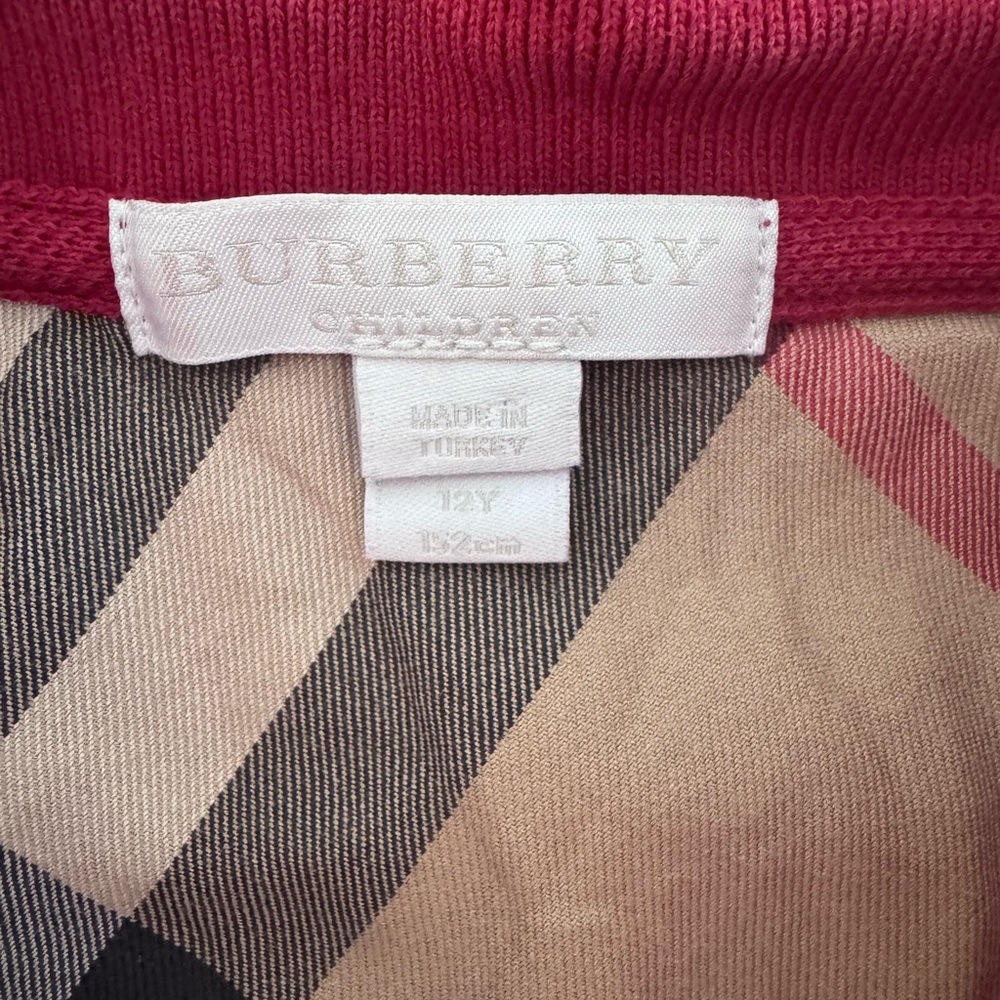 BURBERRY
CHILDREN
MADE IN
TURKEY
12Y
152cm